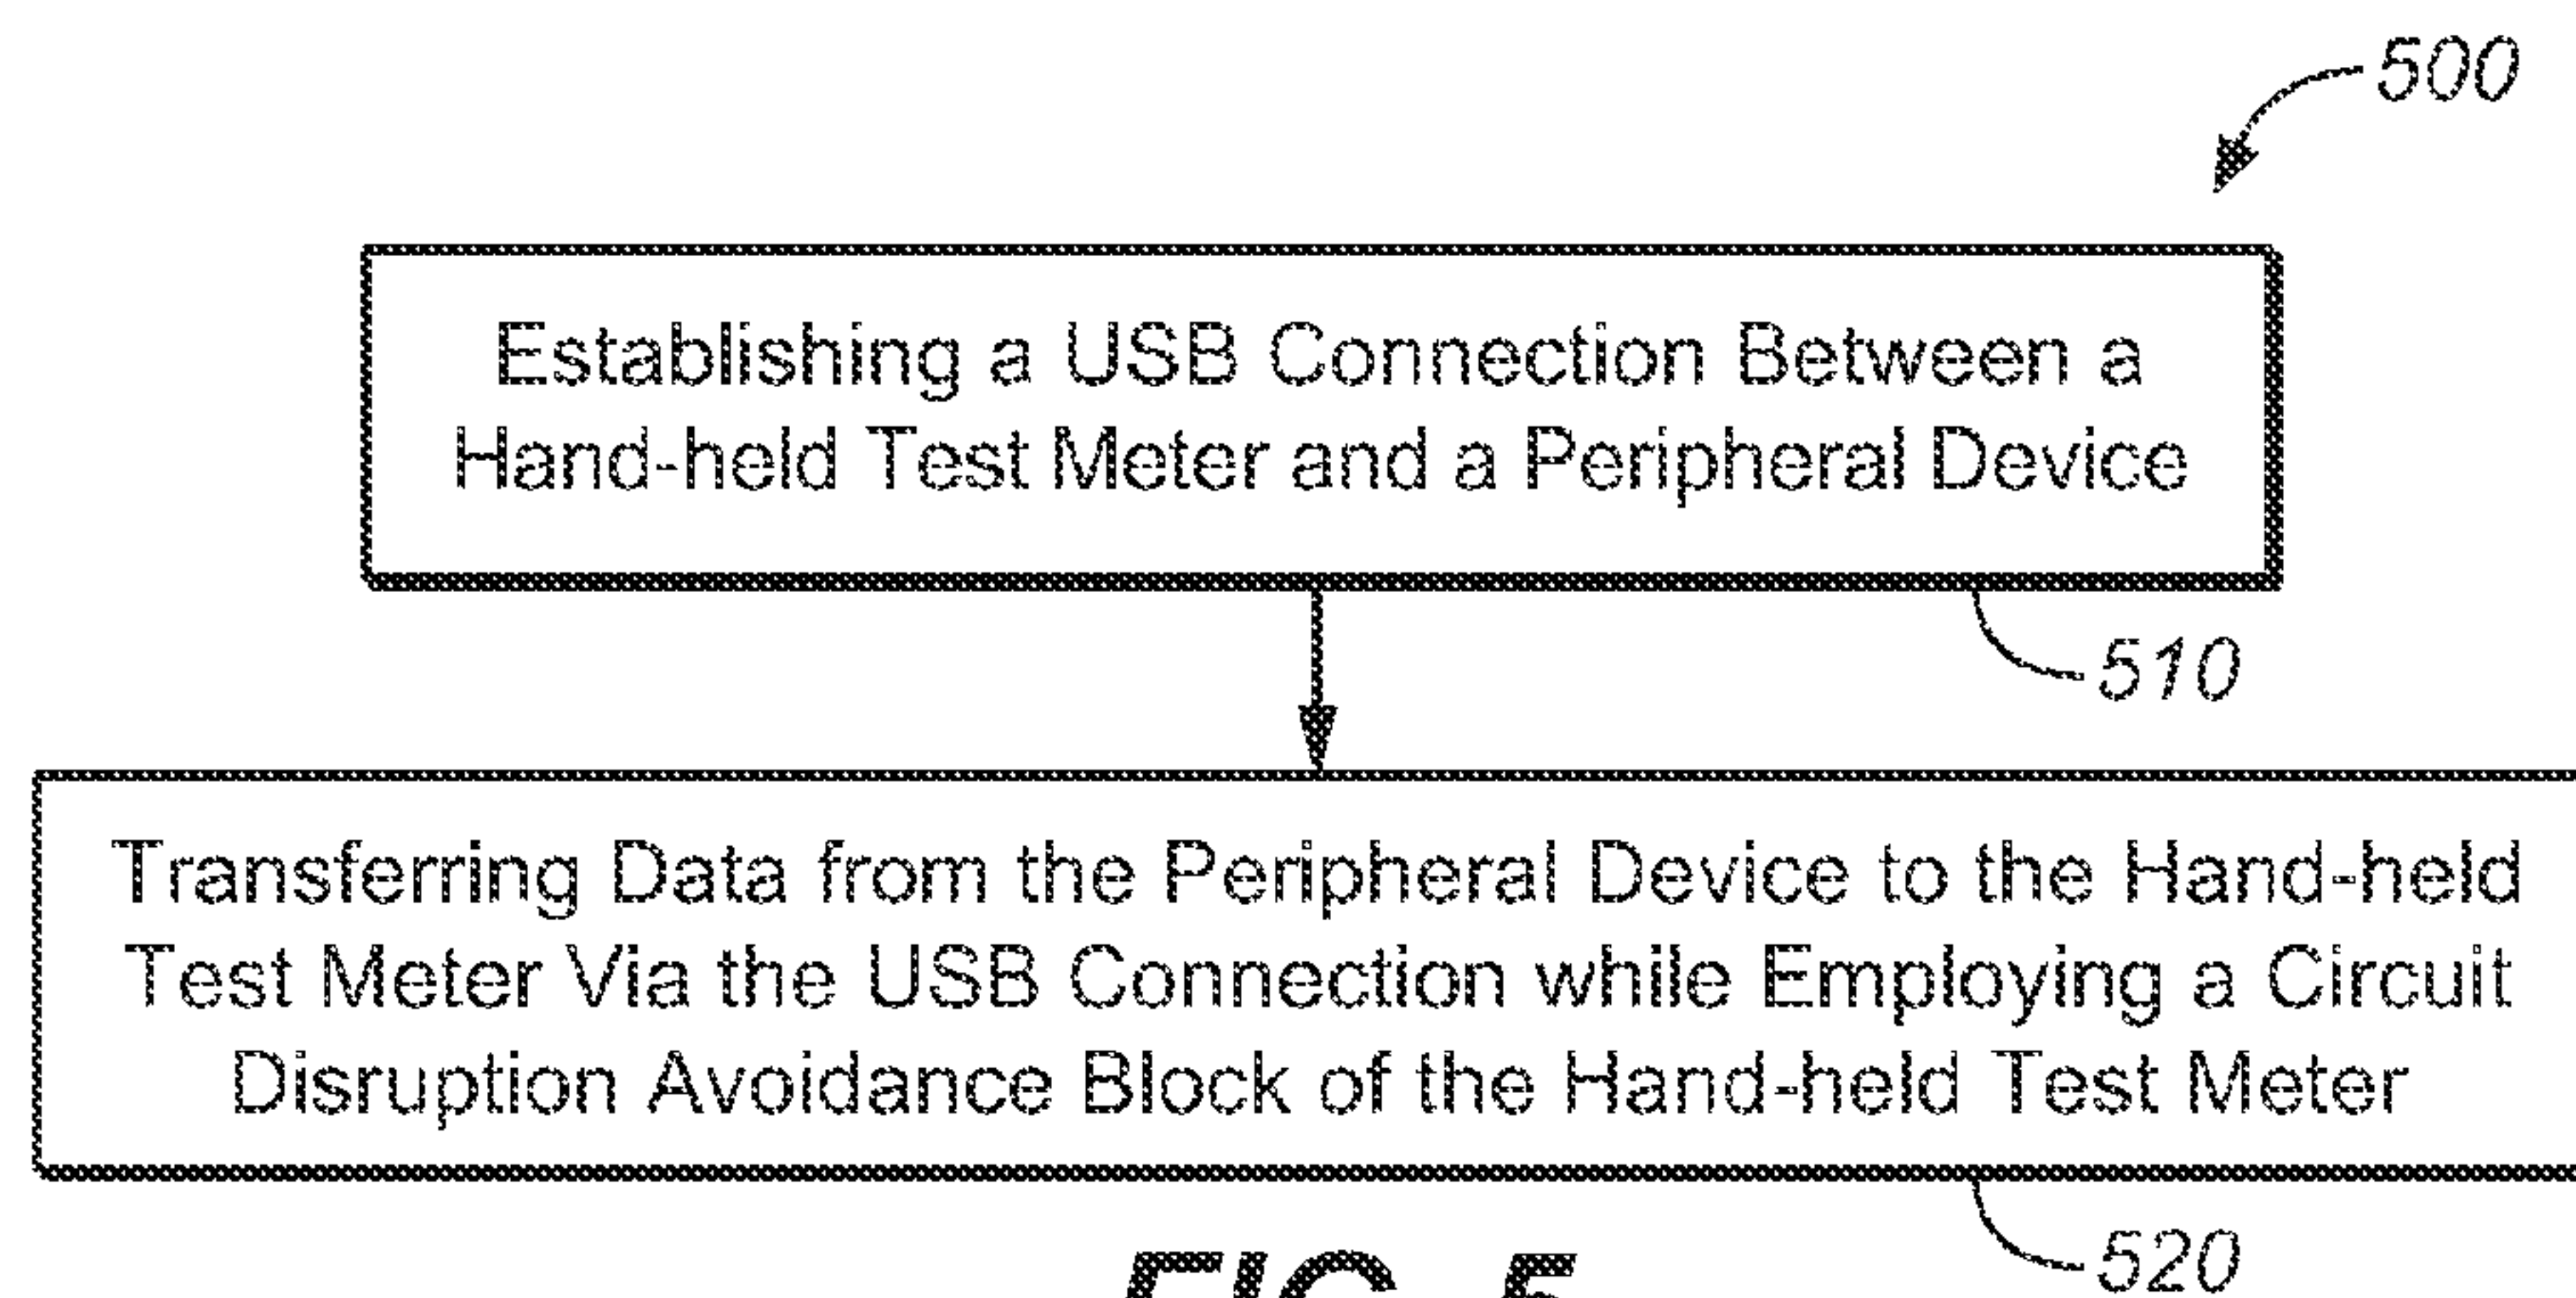 500
Establishing a USB Connection Between a
Hand-held Test Meter and a Peripheral Device
510
Transferring Data from the Peripheral Device to the Hand-held
Test Meter Via the USB Connection while Employing a Circuit
Disruption Avoidance Block of the Hand-held Test Meter
520
FIG. 5